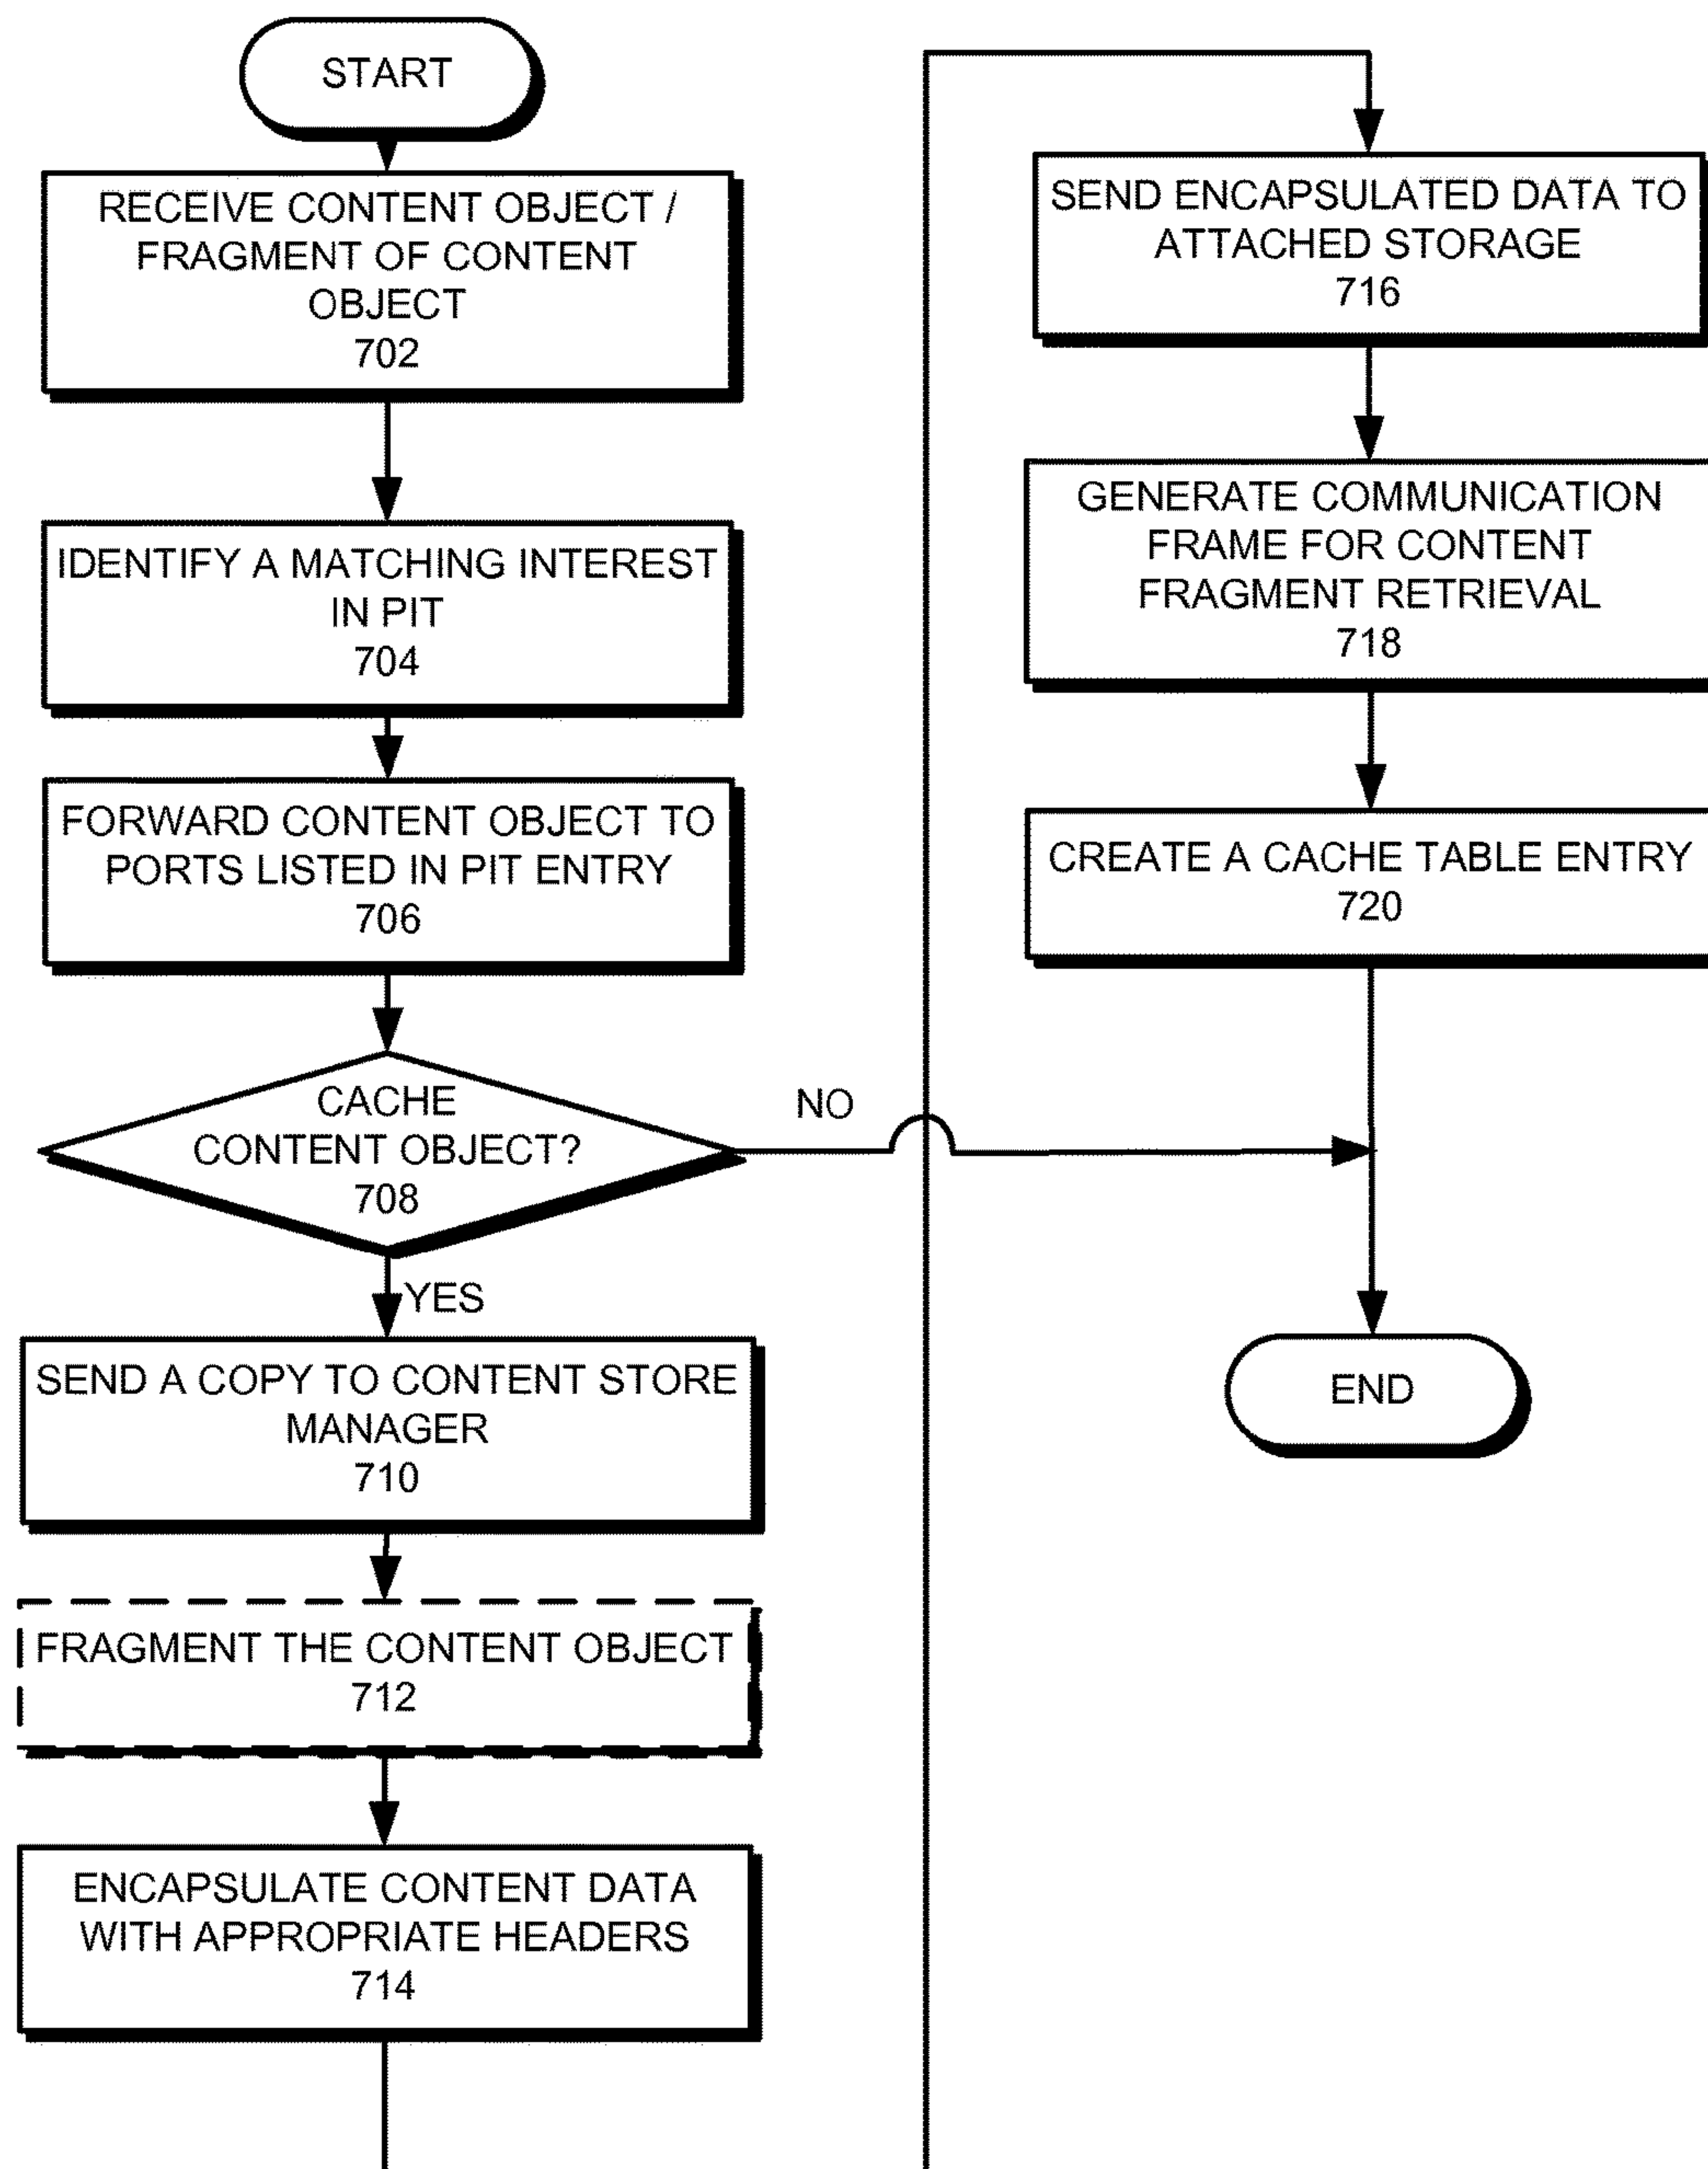 START
RECEIVE CONTENT OBJECT /
FRAGMENT OF CONTENT
OBJECT
702
IDENTIFY A MATCHING INTEREST
IN PIT
704
FORWARD CONTENT OBJECT TO
PORTS LISTED IN PIT ENTRY
706
CACHE
CONTENT OBJECT?
708
NO
YES
SEND A COPY TO CONTENT STORE
MANAGER
710
FRAGMENT THE CONTENT OBJECT
712
ENCAPSULATE CONTENT DATA
WITH APPROPRIATE HEADERS
714
SEND ENCAPSULATED DATA TO
ATTACHED STORAGE
716
GENERATE COMMUNICATION
FRAME FOR CONTENT
FRAGMENT RETRIEVAL
718
CREATE A CACHE TABLE ENTRY
720
END